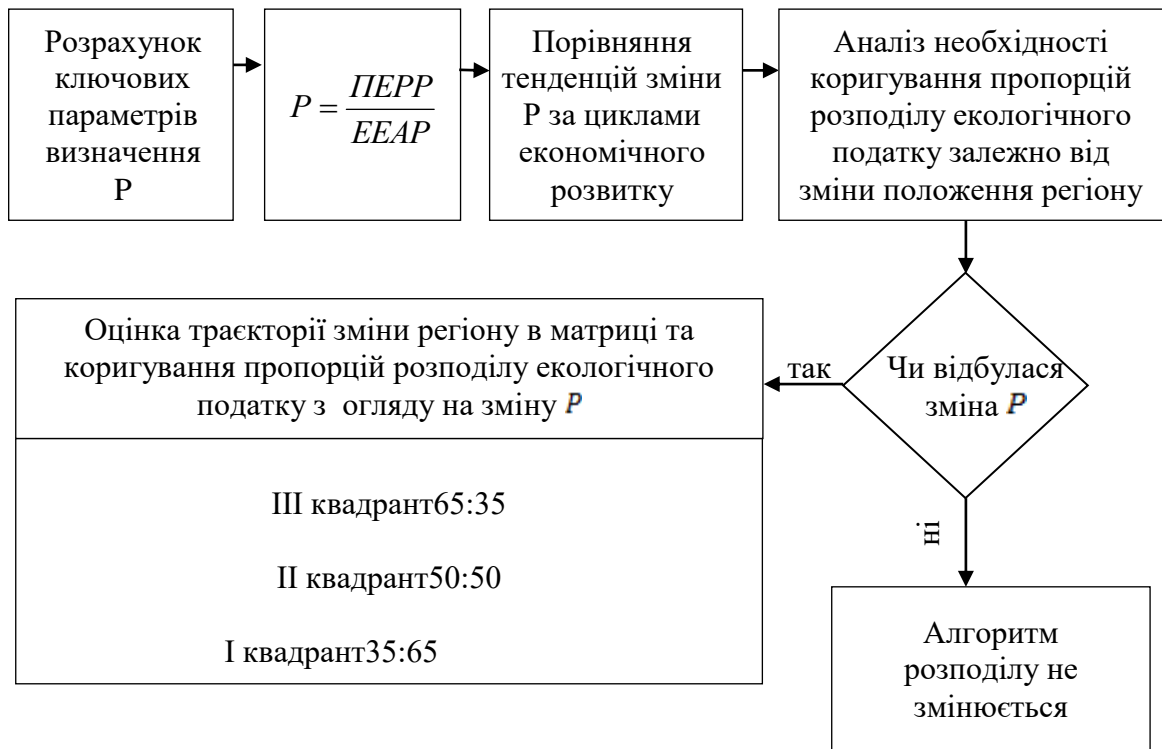 Розрахунок
ключових
параметрів
визначення
Р
P = ПЕРР / ЕЕАР
Порівняння
тенденцій зміни
Р за циклами
економічного
розвитку
Аналіз необхідності
коригування пропорцій
розподілу екологічного
податку залежно від
зміни положення регіону
Чи відбулася
зміна P
так
ні
Оцінка траєкторії зміни регіону в матриці та
коригування пропорцій розподілу екологічного
податку з огляду на зміну P
ІІІ квадрант65:35
ІІ квадрант50:50
І квадрант35:65
Алгоритм
розподілу не
змінюється